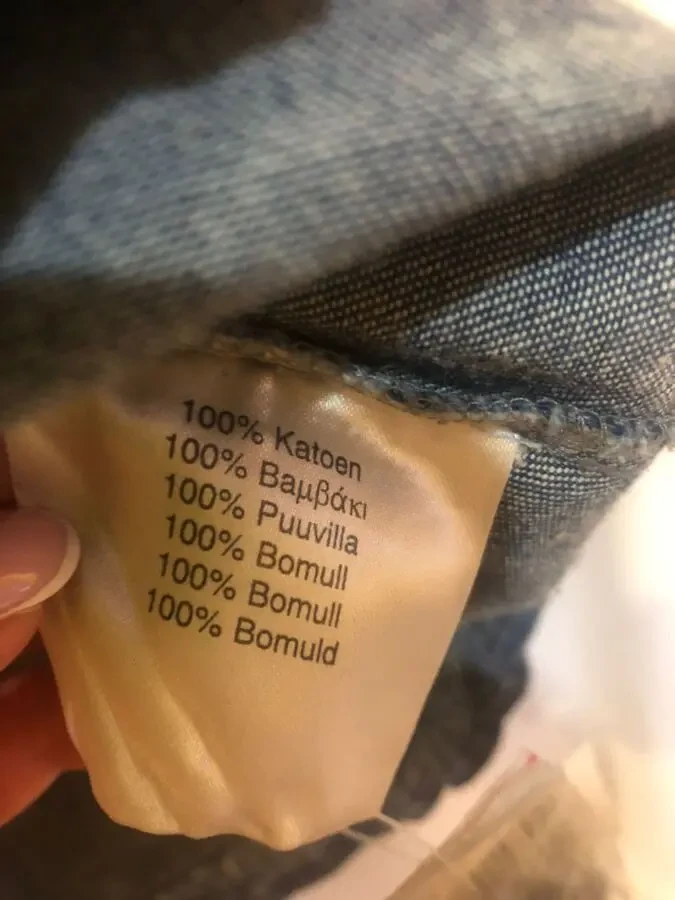 100% Katoen
100% Βαμβάκι
100% Puuvilla
100% Bomull
100% Bomull
100% Bomuld